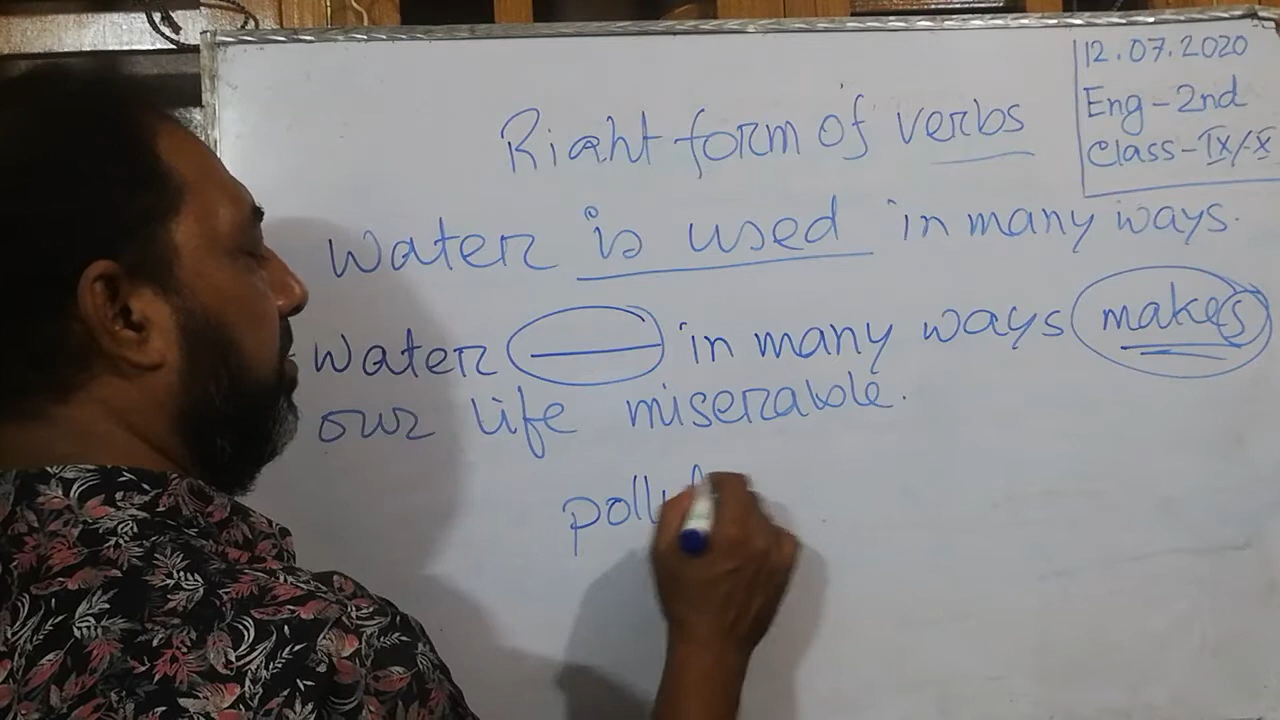 12.07.2020
Eng-2nd
Class-IX/X
Right form of verbs
Water is used in many ways.
Water in many ways makes
our life miserable.